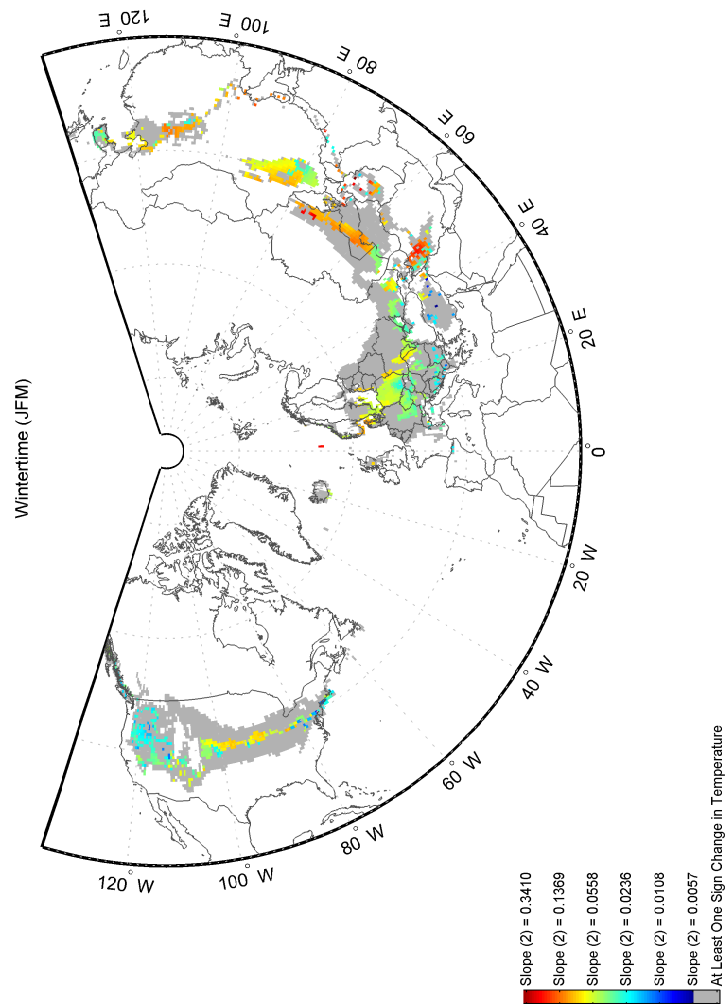 Wintertime (JFM)
120 E
100 E
80 E
60 E
40 E
20 E
0
20 W
40 W
60 W
80 W
100 W
120 W
Slope (2) = 0.3410
Slope (2) = 0.1369
Slope (2) = 0.0558
Slope (2) = 0.0236
Slope (2) = 0.0108
Slope (2) = 0.0057
At Least One Sign Change in Temperature